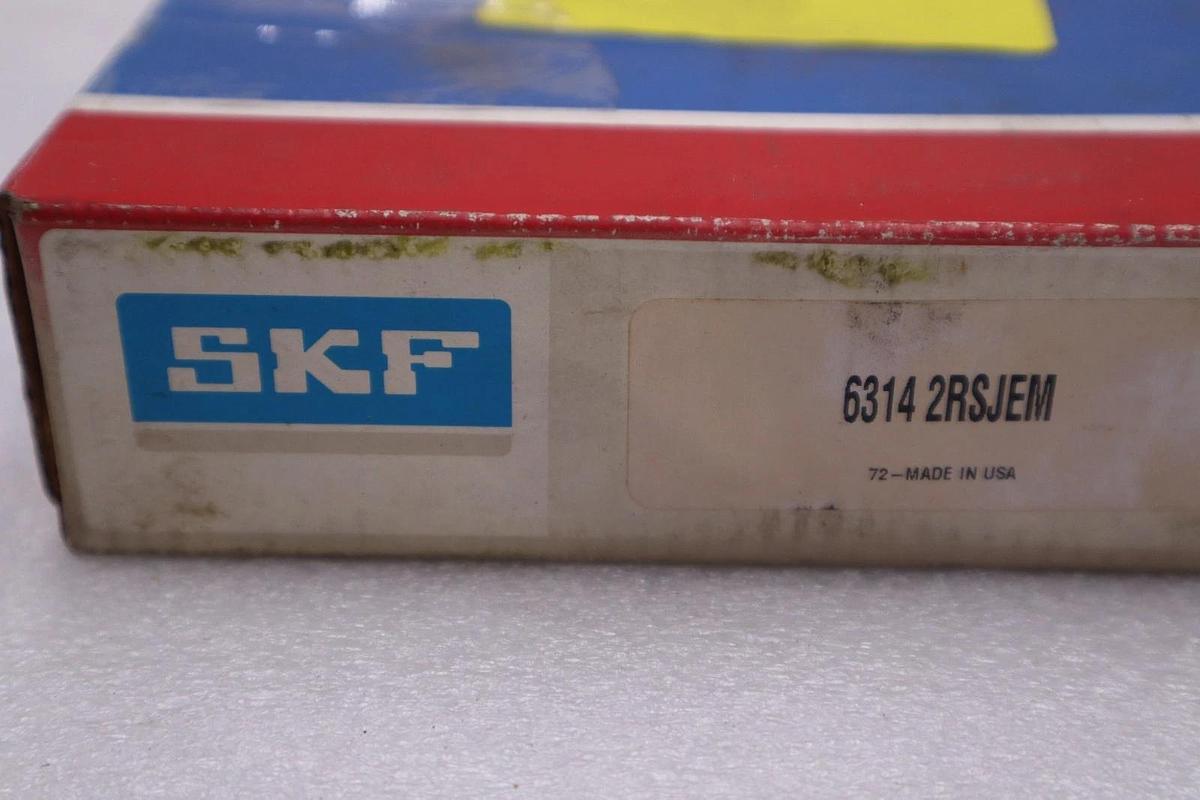 SKF
6314 2RSJEM
72-MADE IN USA